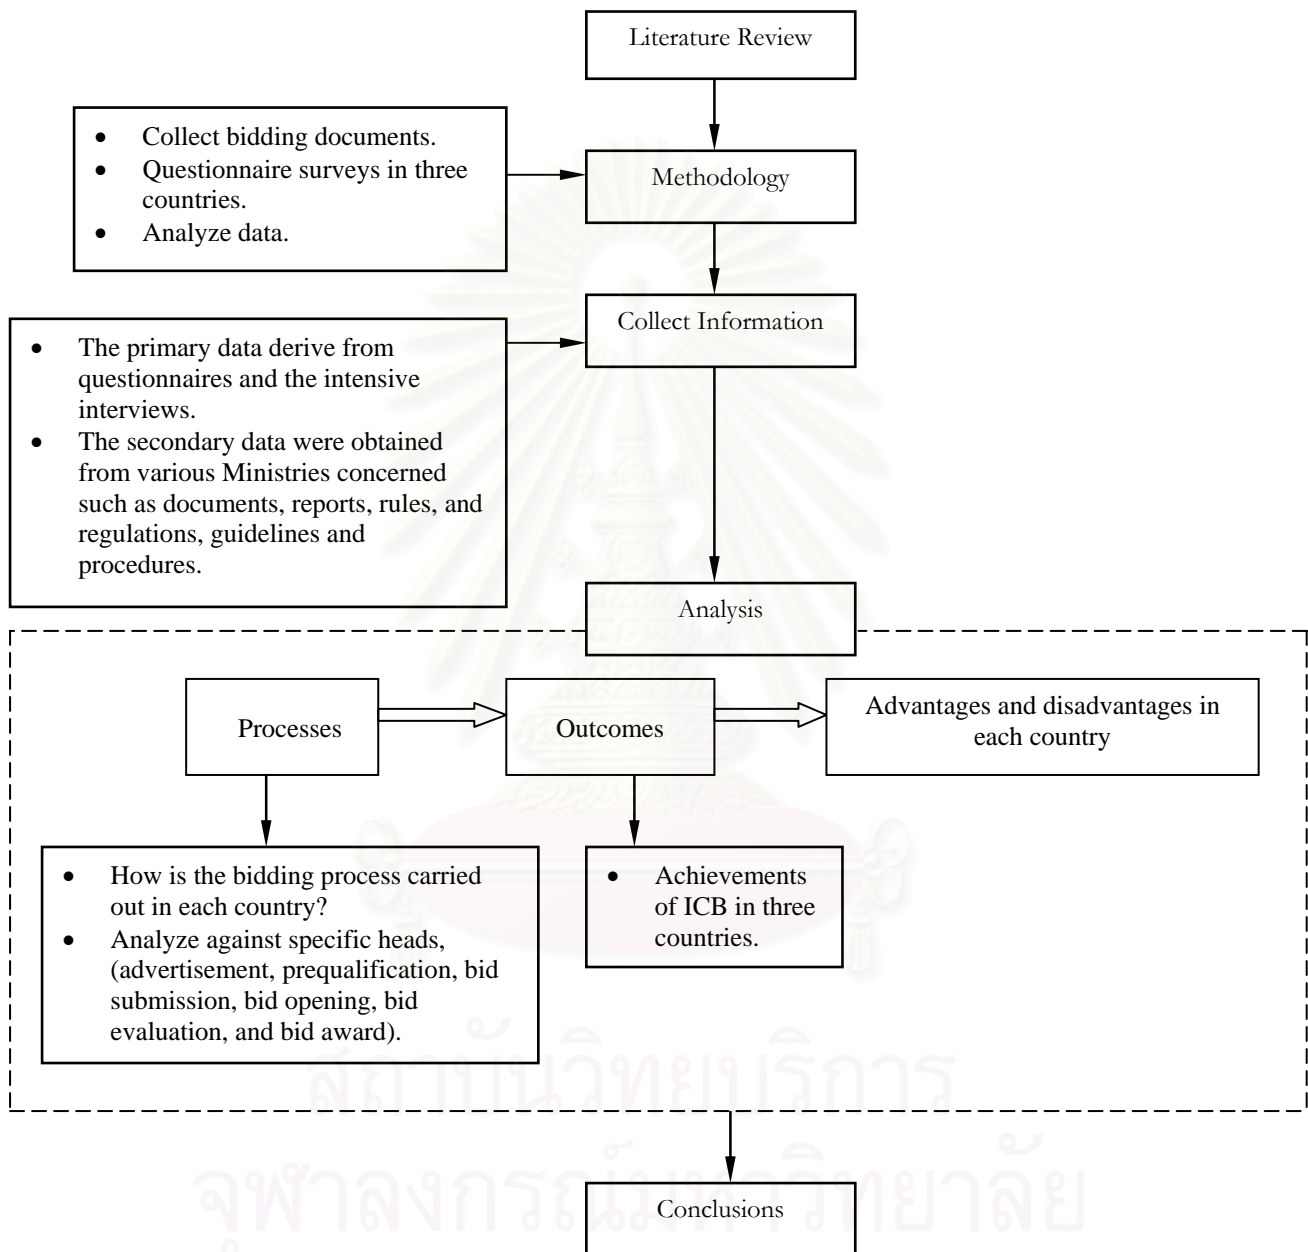 Literature Review
• Collect bidding documents.
• Questionnaire surveys in three
countries.
• Analyze data.
Methodology
Collect Information
• The primary data derive from
questionnaires and the intensive
interviews.
• The secondary data were obtained
from various Ministries concerned
such as documents, reports, rules, and
regulations, guidelines and
procedures.
Analysis
Processes
Outcomes
Advantages and disadvantages in
each country
• How is the bidding process carried
out in each country?
• Analyze against specific heads,
(advertisement, prequalification, bid
submission, bid opening, bid
evaluation, and bid award).
• Achievements
of ICB in three
countries.
สถาบันวิทยบริการ
จุฬาลงกรณ์มหาวิทยาลัย
Conclusions